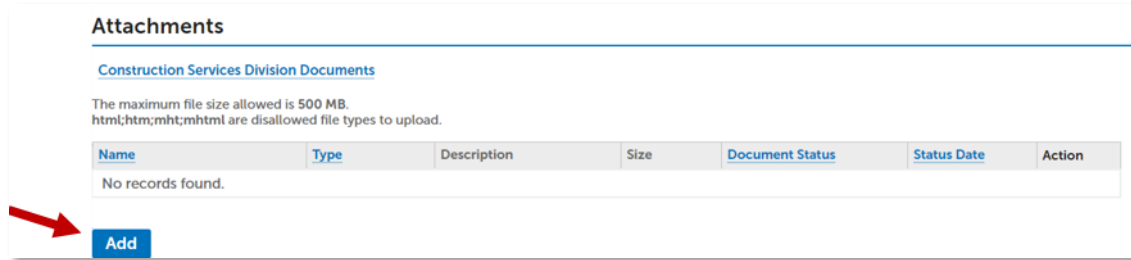 Attachments
Construction Services Division Documents
The maximum file size allowed is 500 MB.
html;htm;mht;mhtml are disallowed file types to upload.
Name Type Description Size Document Status Status Date Action
No records found.
Add